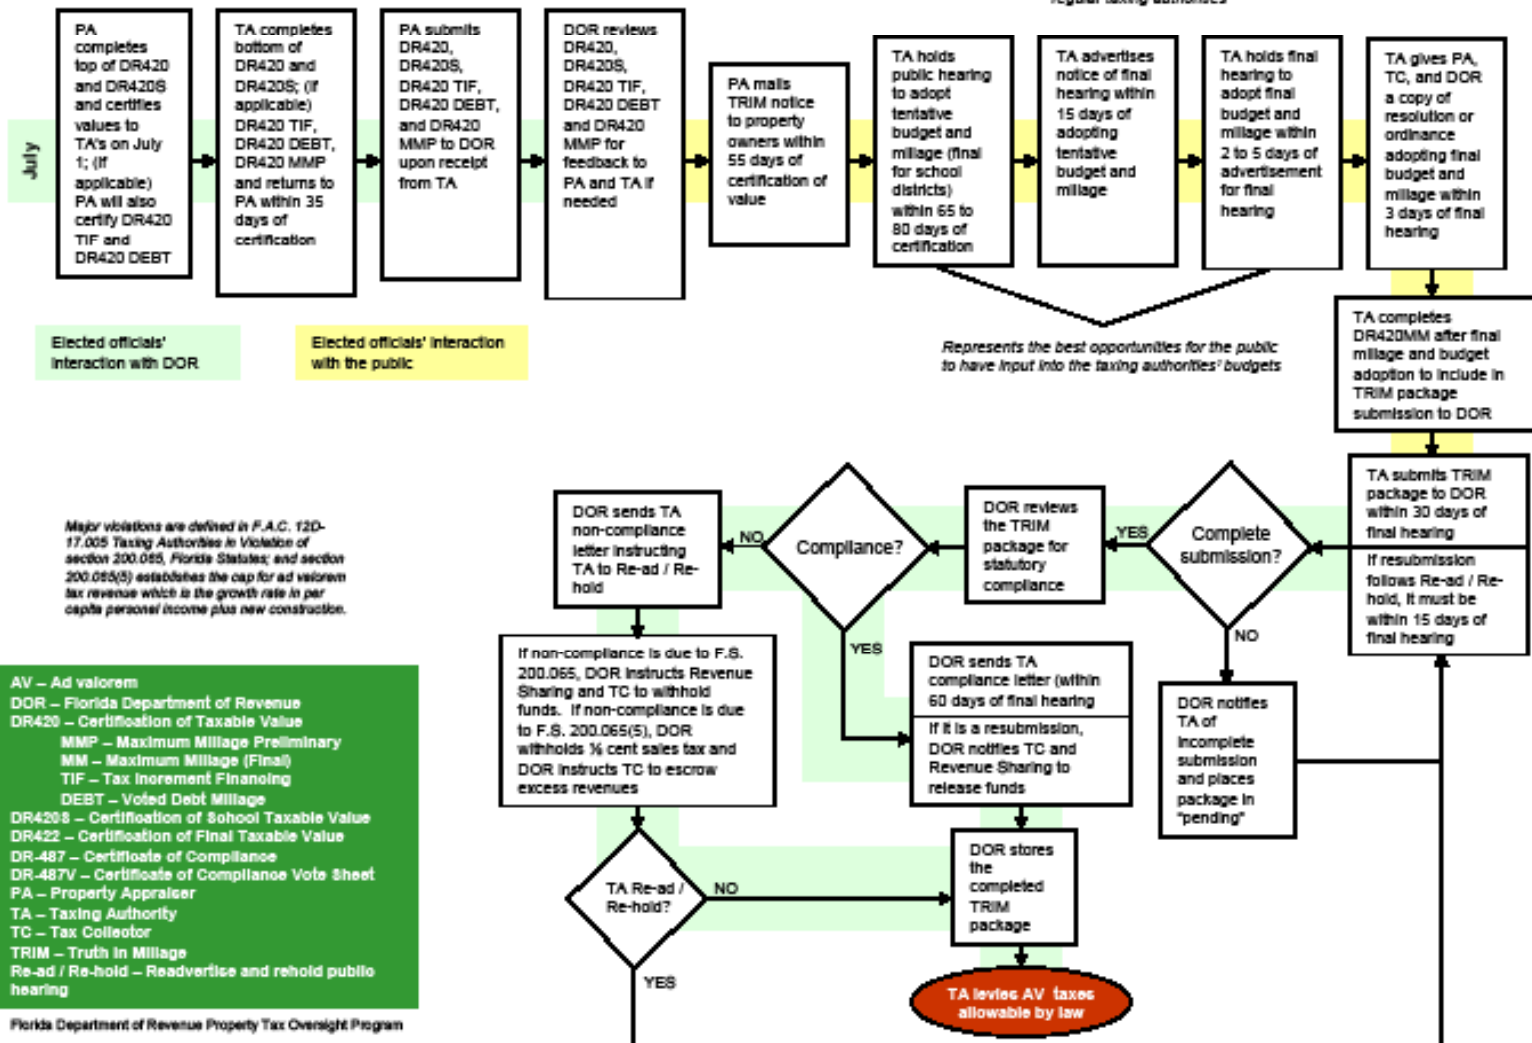 regular taxing authorities
July
PA
completes
top of DR420
and DR420S
and certifies
values to
TA's on July
1; (if
applicable)
PA will also
certify DR420
TIF and
DR420 DEBT
TA completes
bottom of
DR420 and
DR420S; (if
applicable)
DR420 TIF,
DR420 DEBT,
DR420 MMP
and returns to
PA within 35
days of
certification
PA submits
DR420,
DR420S,
DR420 TIF,
DR420 DEBT,
and DR420
MMP to DOR
upon receipt
from TA
DOR reviews
DR420,
DR420S,
DR420 TIF,
DR420 DEBT
and DR420
MMP for
feedback to
PA and TA if
needed
PA mails
TRIM notice
to property
owners within
55 days of
certification of
value
TA holds
public hearing
to adopt
tentative
budget and
millage (final
for school
districts)
within 65 to
80 days of
certification
TA advertises
notice of final
hearing within
15 days of
adopting
tentative
budget and
millage
TA holds final
hearing to
adopt final
budget and
millage within
2 to 5 days of
advertisement
for final
hearing
TA gives PA,
TC, and DOR
a copy of
resolution or
ordinance
adopting final
budget and
millage within
3 days of final
hearing
Elected officials'
interaction with DOR
Elected officials' interaction
with the public
Represents the best opportunities for the public
to have input into the taxing authorities' budgets
TA completes
DR420MM after final
millage and budget
adoption to include in
TRIM package
submission to DOR
TA submits TRIM
package to DOR
within 30 days of
final hearing
If resubmission
follows Re-ad / Re-
hold, it must be
within 15 days of
final hearing
Complete
submission?
YES
NO
DOR reviews
the TRIM
package for
statutory
compliance
Compliance?
NO
YES
DOR sends TA
non-compliance
letter instructing
TA to Re-ad / Re-
hold
Major violations are defined in F.A.C. 12D-
17.005 Taxing Authorities in Violation of
section 200.065, Florida Statutes; and section
200.065(5) establishes the cap for ad valorem
tax revenue which is the growth rate in per
capita personal income plus new construction.
If non-compliance is due to F.S.
200.065, DOR instructs Revenue
Sharing and TC to withhold
funds. If non-compliance is due
to F.S. 200.065(5), DOR
withholds ½ cent sales tax and
DOR instructs TC to escrow
excess revenues
DOR sends TA
compliance letter (within
60 days of final hearing
If it is a resubmission,
DOR notifies TC and
Revenue Sharing to
release funds
DOR notifies
TA of
incomplete
submission
and places
package in
"pending"
TA Re-ad /
Re-hold?
NO
YES
DOR stores
the
completed
TRIM
package
TA levies AV taxes
allowable by law
AV – Ad valorem
DOR – Florida Department of Revenue
DR420 – Certification of Taxable Value
MMP – Maximum Millage Preliminary
MM – Maximum Millage (Final)
TIF – Tax Increment Financing
DEBT – Voted Debt Millage
DR420S – Certification of School Taxable Value
DR422 – Certification of Final Taxable Value
DR-487 – Certificate of Compliance
DR-487V – Certificate of Compliance Vote Sheet
PA – Property Appraiser
TA – Taxing Authority
TC – Tax Collector
TRIM – Truth in Millage
Re-ad / Re-hold – Readvertise and rehold public
hearing
Florida Department of Revenue Property Tax Oversight Program